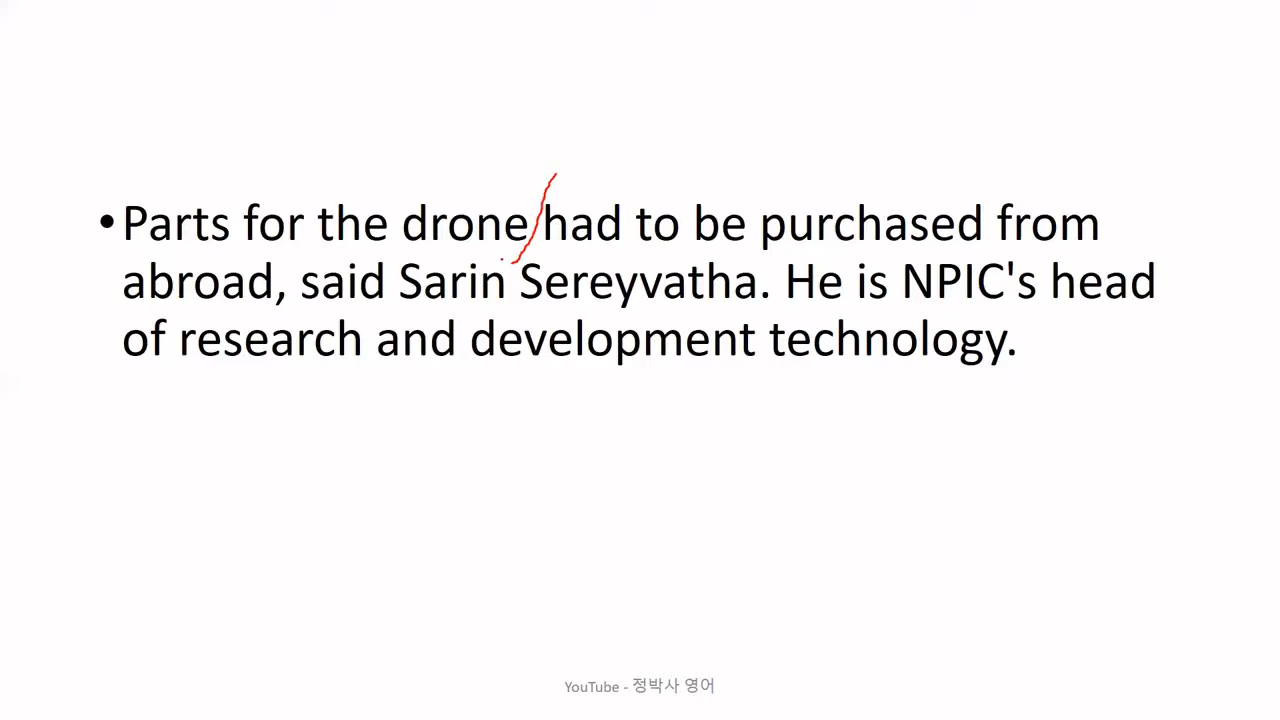 •Parts for the drone had to be purchased from
abroad, said Sarin Sereyvatha. He is NPIC's head
of research and development technology.
YouTube - 정박사 영어